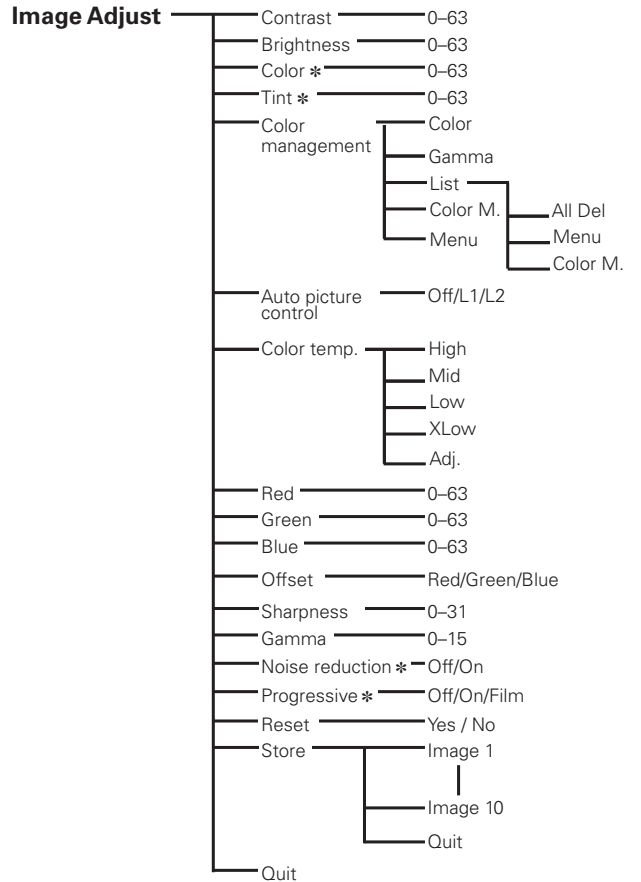 Image Adjust Contrast 0–63
Brightness 0–63
Color * 0–63
Tint * 0–63
Color management Color
Gamma
List
Color M.
Menu
All Del
Menu
Color M.
Auto picture control Off/L1/L2
Color temp. High
Mid
Low
XLow
Adj.
Red 0–63
Green 0–63
Blue 0–63
Offset Red/Green/Blue
Sharpness 0–31
Gamma 0–15
Noise reduction * Off/On
Progressive * Off/On/Film
Reset Yes / No
Store Image 1
Image 10
Quit
Quit